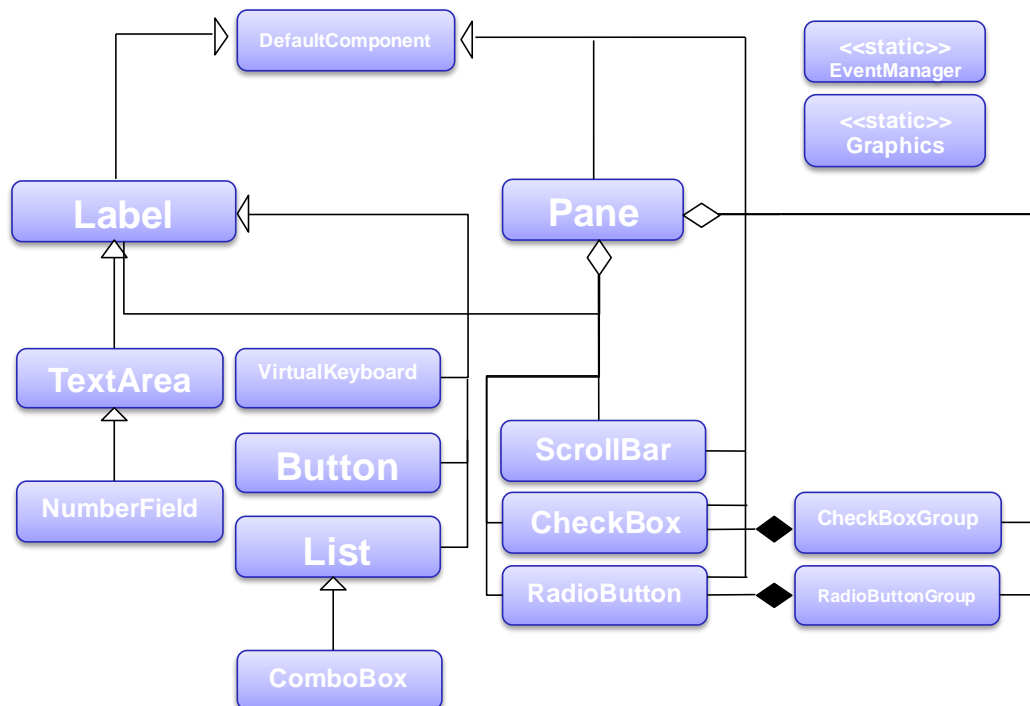 DefaultComponent
<<static>>
EventManager
<<static>>
Graphics
Label
Pane
TextArea
VirtualKeyboard
ScrollBar
Button
NumberField
CheckBox
CheckBoxGroup
List
RadioButton
RadioButtonGroup
ComboBox